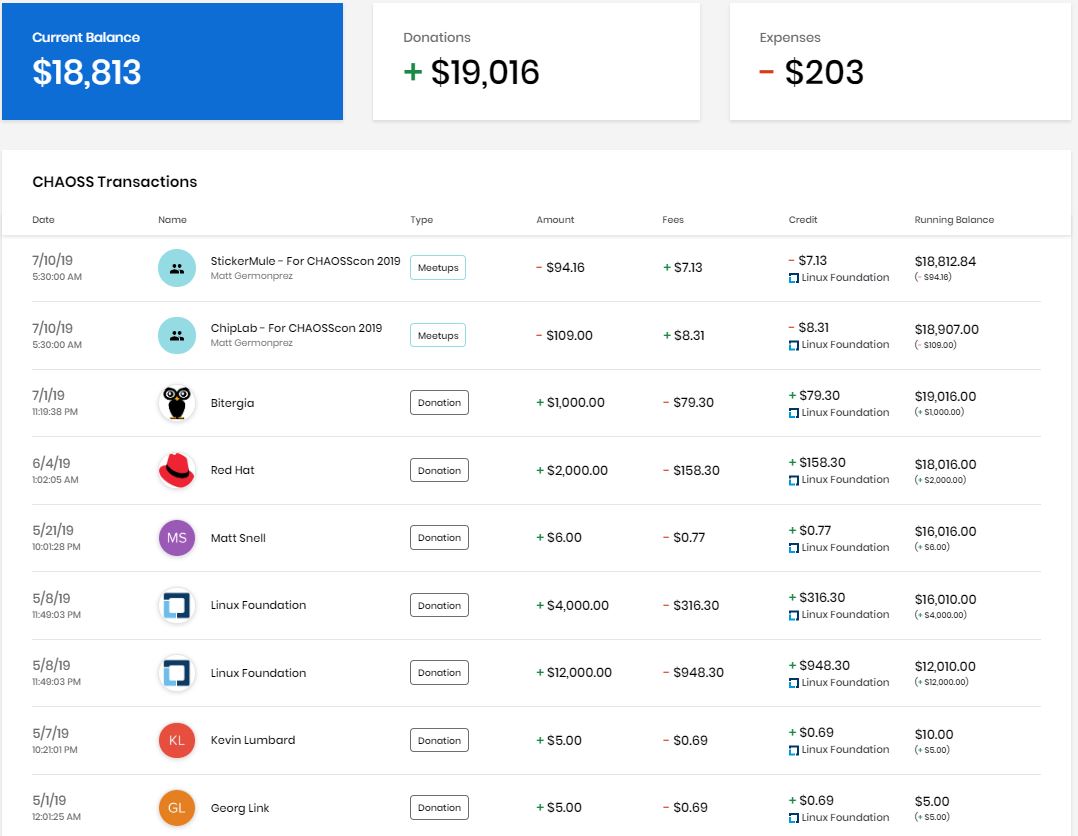 Current Balance
$18,813
Donations
+ $19,016
Expenses
- $203
CHAOSS Transactions
Date Name Type Amount Fees Credit Running Balance
7/10/19
5:30:00 AM
StickerMule - For CHAOSScon 2019
Matt Germonprez
Meetups
- $94.16
+ $7.13
- $7.13
Linux Foundation
$18,812.84
(- $94.16)
7/10/19
5:30:00 AM
ChipLab - For CHAOSScon 2019
Matt Germonprez
Meetups
- $109.00
+ $8.31
- $8.31
Linux Foundation
$18,907.00
(- $109.00)
7/1/19
11:19:38 PM
Bitergia
Donation
+ $1,000.00
- $79.30
+ $79.30
Linux Foundation
$19,016.00
(+ $1,000.00)
6/4/19
1:02:05 AM
Red Hat
Donation
+ $2,000.00
- $158.30
+ $158.30
Linux Foundation
$18,016.00
(+ $2,000.00)
5/21/19
10:01:28 PM
MS
Matt Snell
Donation
+ $6.00
- $0.77
+ $0.77
Linux Foundation
$16,016.00
(+ $6.00)
5/8/19
11:49:03 PM
Linux Foundation
Donation
+ $4,000.00
- $316.30
+ $316.30
Linux Foundation
$16,010.00
(+ $4,000.00)
5/8/19
11:49:03 PM
Linux Foundation
Donation
+ $12,000.00
- $948.30
+ $948.30
Linux Foundation
$12,010.00
(+ $12,000.00)
5/7/19
10:21:01 PM
KL
Kevin Lumbard
Donation
+ $5.00
- $0.69
+ $0.69
Linux Foundation
$10.00
(+ $5.00)
5/1/19
12:01:25 AM
GL
Georg Link
Donation
+ $5.00
- $0.69
+ $0.69
Linux Foundation
$5.00
(+ $5.00)